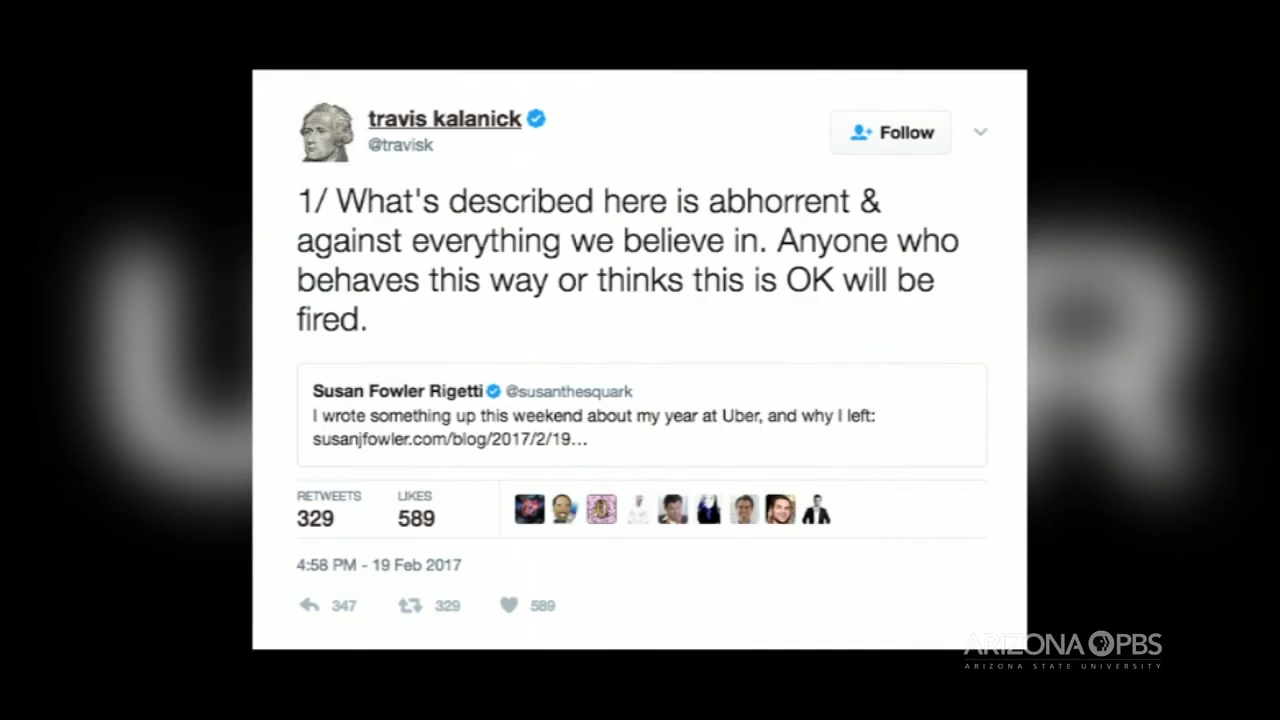 travis kalanick
@travisk
Follow
1/ What's described here is abhorrent &
against everything we believe in. Anyone who
behaves this way or thinks this is OK will be
fired.
Susan Fowler Rigetti @susanthesquark
I wrote something up this weekend about my year at Uber, and why I left:
susanjfowler.com/blog/2017/2/19...
RETWEETS LIKES
329 589
4:58 PM - 19 Feb 2017
347 329 589
ARIZONA PBS
ARIZONA STATE UNIVERSITY